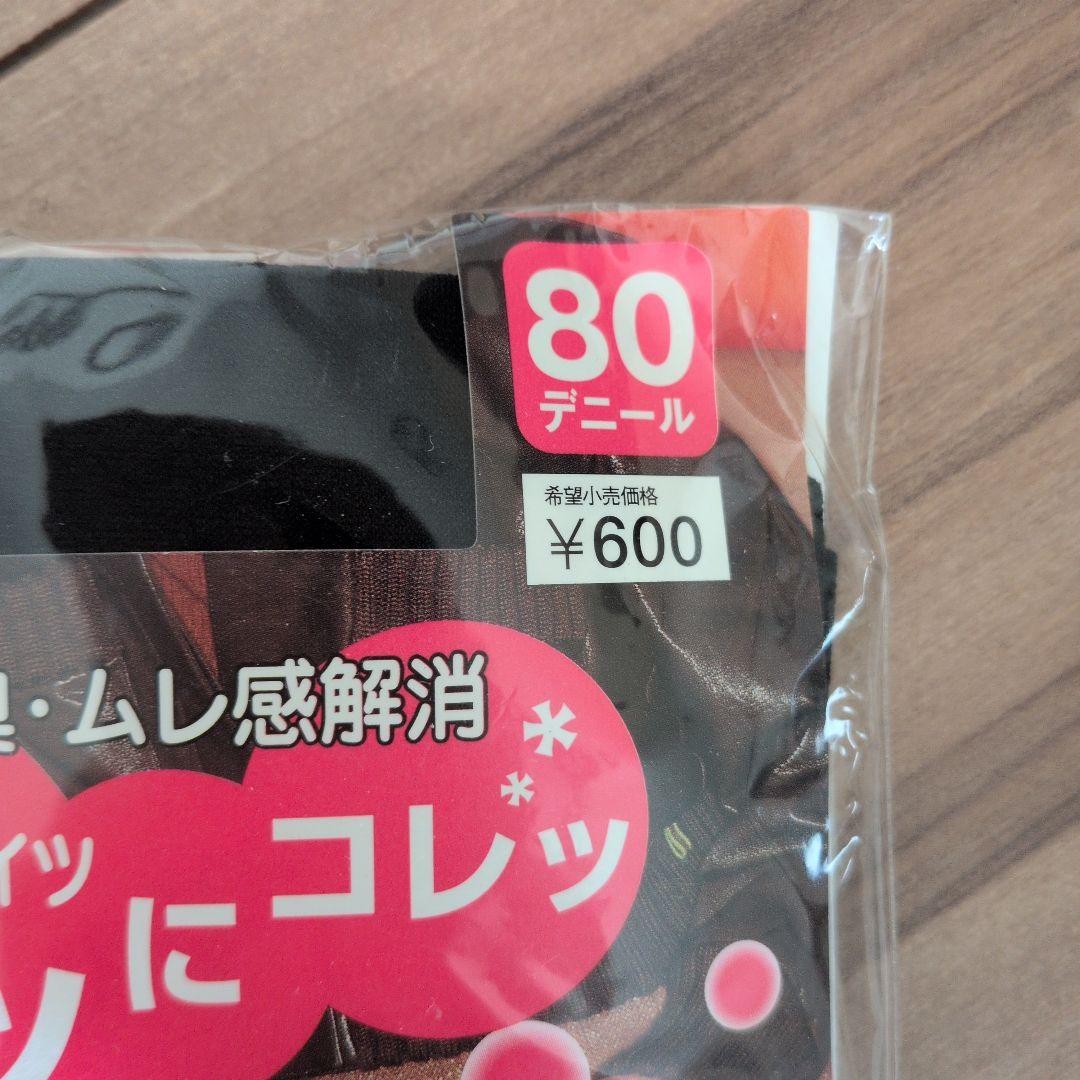 80
デニール
希望小売価格
¥600
・ムレ感解消
イツ
にコレッ